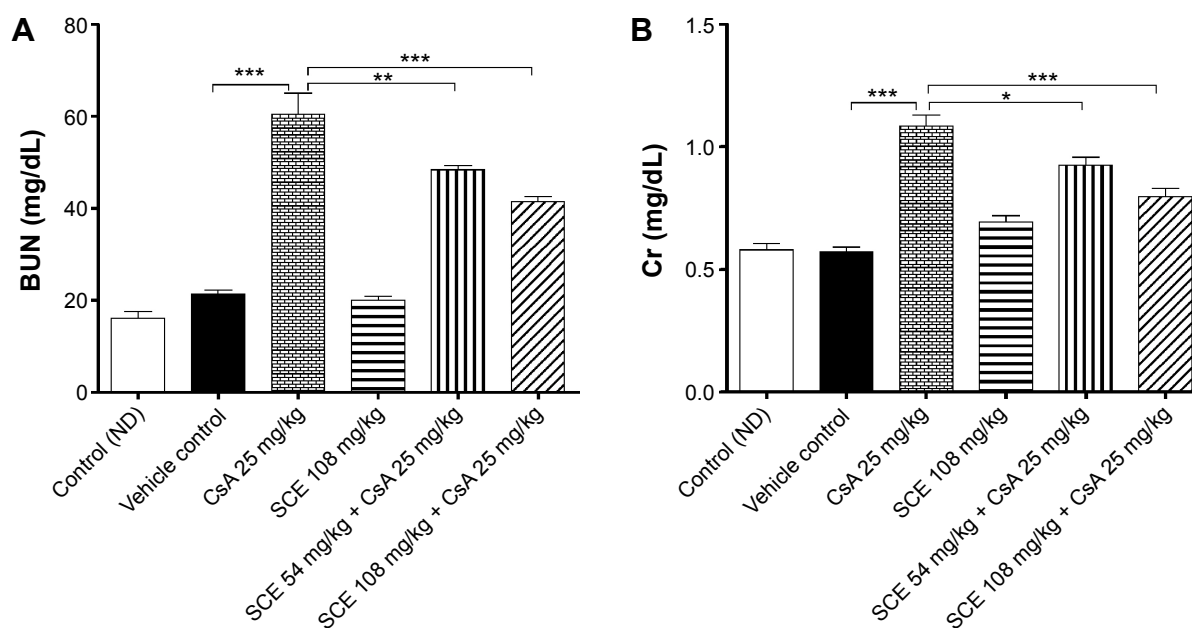 A
BUN (mg/dL)
80
60
40
20
0
***
**
***
Control (ND)
Vehicle control
CsA 25 mg/kg
SCE 108 mg/kg
SCE 54 mg/kg + CsA 25 mg/kg
SCE 108 mg/kg + CsA 25 mg/kg
B
Cr (mg/dL)
1.5
1.0
0.5
0.0
***
*
***
Control (ND)
Vehicle control
CsA 25 mg/kg
SCE 108 mg/kg
SCE 54 mg/kg + CsA 25 mg/kg
SCE 108 mg/kg + CsA 25 mg/kg